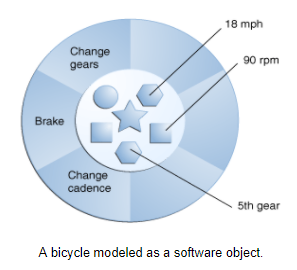 18 mph
Change
gears
90 rpm
Brake
Change
cadence
5th gear
A bicycle modeled as a software object.